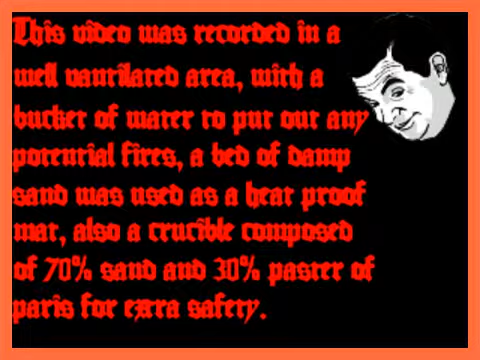 This video was recorded in a
well vantilated area, with a
bucket of water to put out any
potential fires, a bed of damp
sand was used as a heat proof
mat, also a crucible composed
of 70% sand and 30% paster of
paris for exra safety.